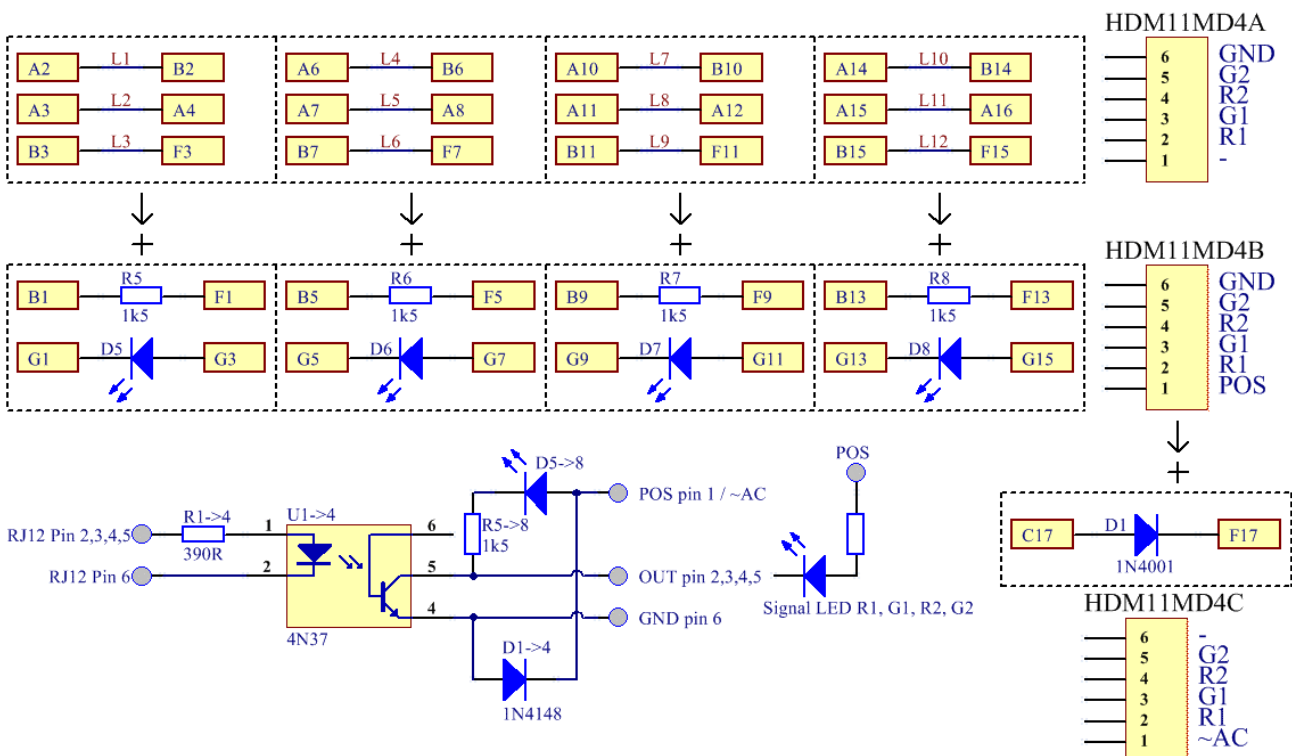 HDM11MD4A
A2 L1 B2
A3 L2 A4
B3 L3 F3
A6 L4 B6
A7 L5 A8
B7 L6 F7
A10 L7 B10
A11 L8 A12
B11 L9 F11
A14 L10 B14
A15 L11 A16
B15 L12 F15
6 GND
5 G2
4 R2
3 G1
2 R1
1 -
+ + + +
HDM11MD4B
B1 R5 F1
1k5
G1 D5 G3
B5 R6 F5
1k5
G5 D6 G7
B9 R7 F9
1k5
G9 D7 G11
B13 R8 F13
1k5
G13 D8 G15
6 GND
5 G2
4 R2
3 G1
2 R1
1 POS
+
RJ12 Pin 2,3,4,5
R1->4
390R
RJ12 Pin 6
U1->4
1
2
6
5
4
4N37
D5->8
R5->8
1k5
POS pin 1 / ~AC
OUT pin 2,3,4,5
GND pin 6
D1->4
1N4148
POS
Signal LED R1, G1, R2, G2
C17 D1 F17
1N4001
HDM11MD4C
6 -
5 G2
4 R2
3 G1
2 R1
1 ~AC